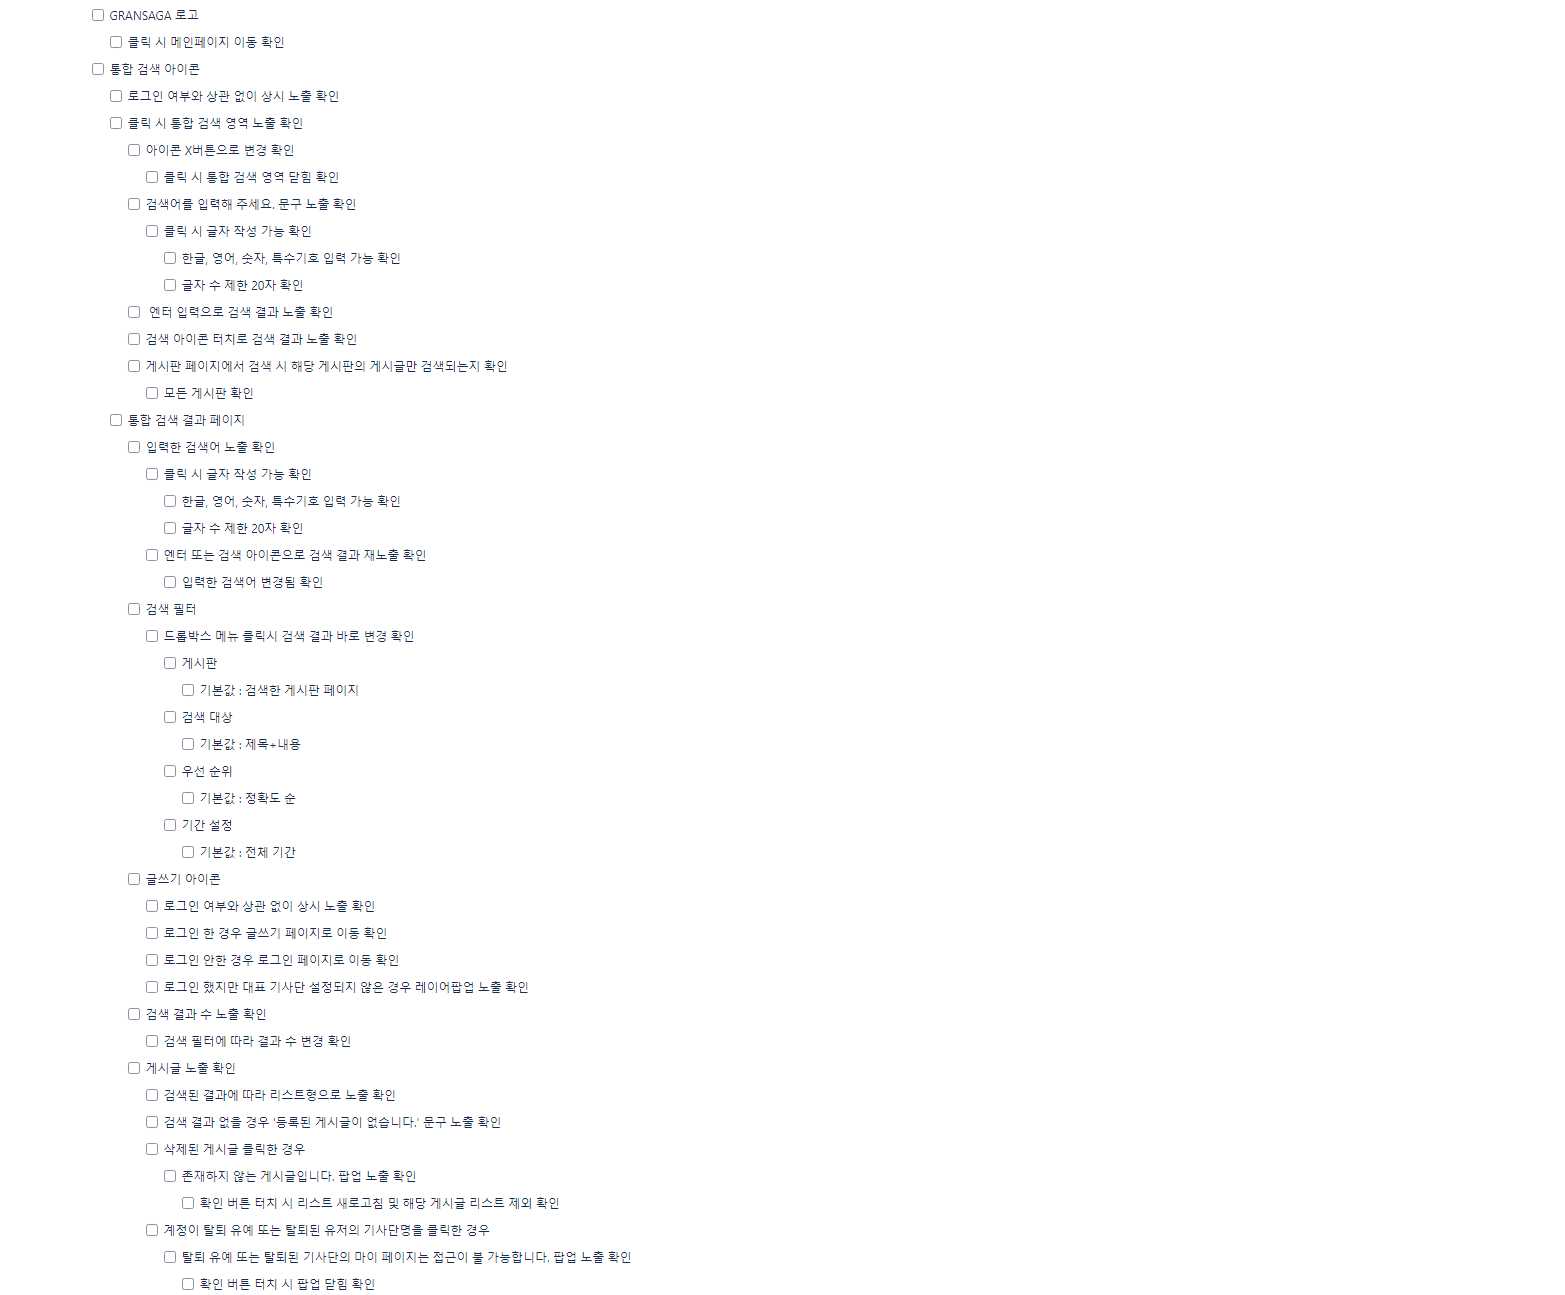 GRANSAGA 로고
클릭 시 메인페이지 이동 확인
통합 검색 아이콘
로그인 여부와 상관 없이 상시 노출 확인
클릭 시 통합 검색 영역 노출 확인
아이콘 X버튼으로 변경 확인
클릭 시 통합 검색 영역 닫힘 확인
검색어를 입력해 주세요. 문구 노출 확인
클릭 시 글자 작성 가능 확인
한글, 영어, 숫자, 특수기호 입력 가능 확인
글자 수 제한 20자 확인
엔터 입력으로 검색 결과 노출 확인
검색 아이콘 터치로 검색 결과 노출 확인
게시판 페이지에서 검색 시 해당 게시판의 게시글만 검색되는지 확인
모든 게시판 확인
통합 검색 결과 페이지
입력한 검색어 노출 확인
클릭 시 글자 작성 가능 확인
한글, 영어, 숫자, 특수기호 입력 가능 확인
글자 수 제한 20자 확인
엔터 또는 검색 아이콘으로 검색 결과 재노출 확인
입력한 검색어 변경됨 확인
검색 필터
드롭박스 메뉴 클릭시 검색 결과 바로 변경 확인
게시판
기본값 : 검색한 게시판 페이지
검색 대상
기본값 : 제목+내용
우선 순위
기본값 : 정확도 순
기간 설정
기본값 : 전체 기간
글쓰기 아이콘
로그인 여부와 상관 없이 상시 노출 확인
로그인 한 경우 글쓰기 페이지로 이동 확인
로그인 안한 경우 로그인 페이지로 이동 확인
로그인 했지만 대표 기사단 설정되지 않은 경우 레이어팝업 노출 확인
검색 결과 수 노출 확인
검색 필터에 따라 결과 수 변경 확인
게시글 노출 확인
검색된 결과에 따라 리스트형으로 노출 확인
검색 결과 없을 경우 '등록된 게시글이 없습니다.' 문구 노출 확인
삭제된 게시글 클릭한 경우
존재하지 않는 게시글입니다. 팝업 노출 확인
확인 버튼 터치 시 리스트 새로고침 및 해당 게시글 리스트 제외 확인
계정이 탈퇴 유예 또는 탈퇴된 유저의 기사단명을 클릭한 경우
탈퇴 유예 또는 탈퇴된 기사단의 마이 페이지는 접근이 불 가능합니다. 팝업 노출 확인
확인 버튼 터치 시 팝업 닫힘 확인